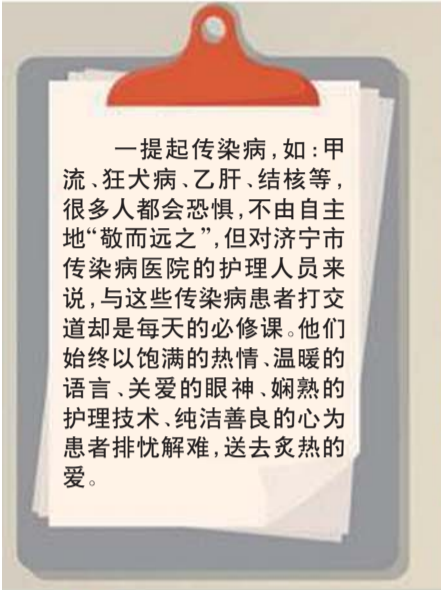 一提起传染病,如:甲
流、狂犬病、乙肝、结核等,
很多人都会恐惧,不由自主
地“敬而远之”,但对济宁市
传染病医院的护理人员来
说,与这些传染病患者打交
道却是每天的必修课。他们
始终以饱满的热情、温暖的
语言、关爱的眼神、娴熟的
护理技术、纯洁善良的心为
患者排忧解难,送去炙热的
爱。